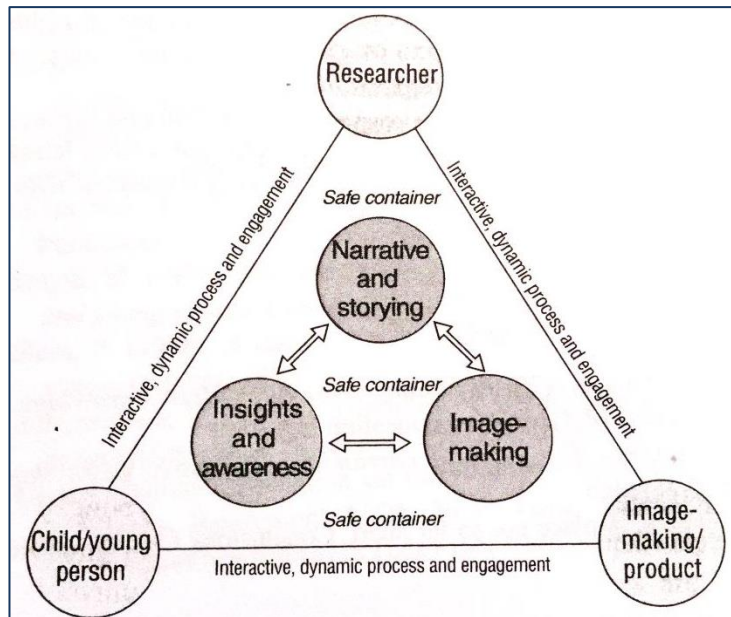 Researcher
Interactive, dynamic process and engagement
Interactive, dynamic process and engagement
Safe container
Narrative
and
storying
Safe container
Insights
and
awareness
Image-
making
Safe container
Child/young
person
Image-
making/
product
Interactive, dynamic process and engagement